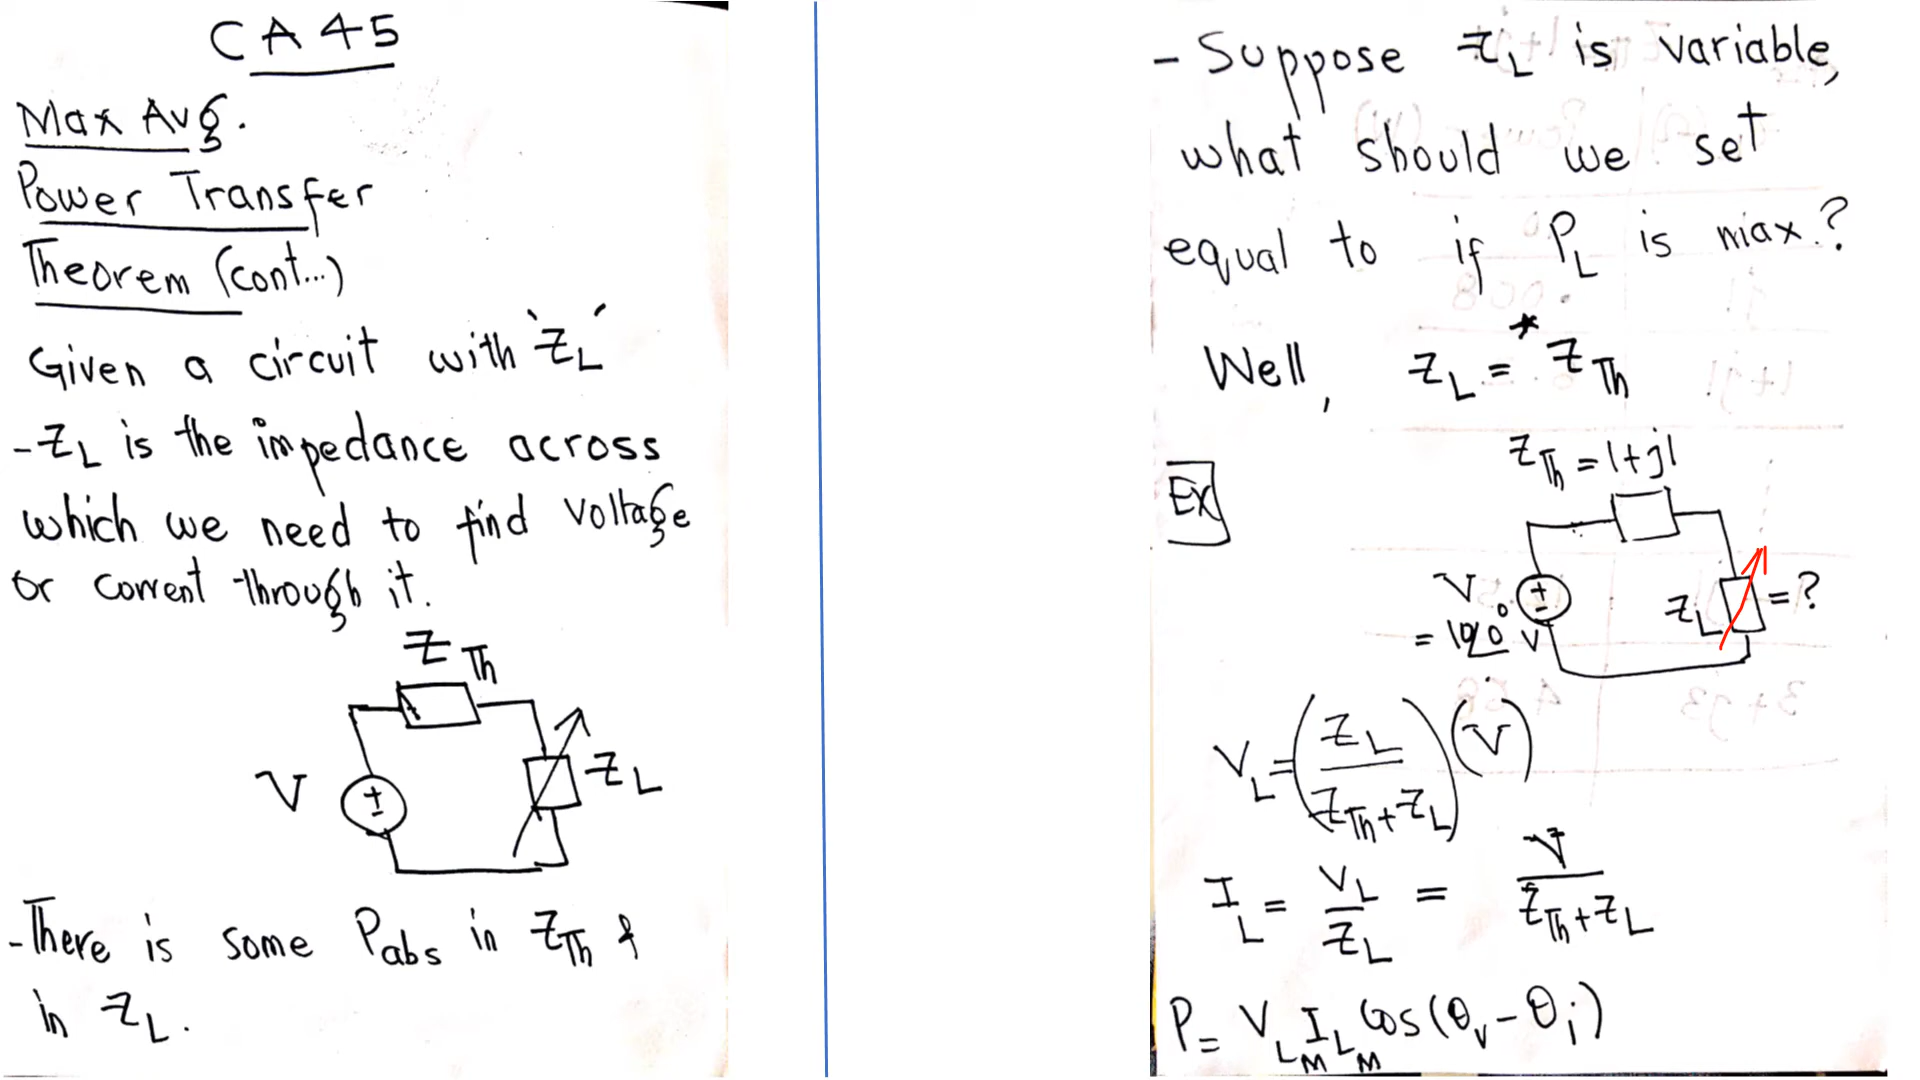 CA45
Max Avg.
Power Transfer
Theorem (cont...)
Given a circuit with 'ZL'
- ZL is the impedance across
which we need to find voltage
or current through it.
ZTh
V
+
-
ZL
- There is some Pabs in ZTh &
in ZL.
- Suppose ZL is variable,
what should we set
equal to if PL is max.?
Well, ZL = *ZTh
Ex
ZTh = 1+j1
V
= 10∠0° V
+
-
ZL = ?
VL = (ZL / (ZTh + ZL)) (V)
IL = VL / ZL = V / (ZTh + ZL)
P = VLM ILM Cos(θv - θi)